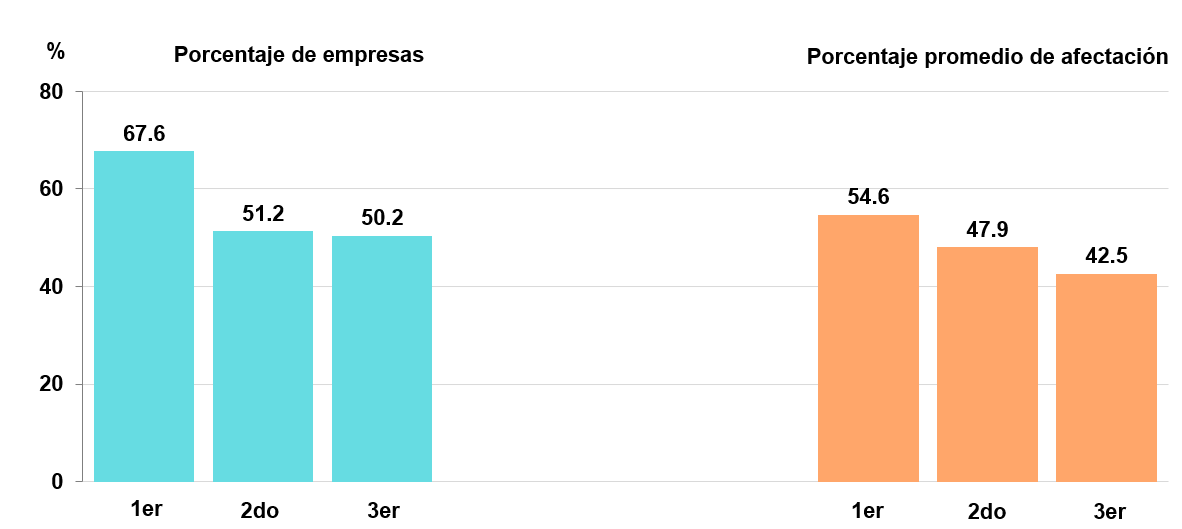 %
Porcentaje de empresas
Porcentaje promedio de afectación
80
60
40
20
0
67.6
51.2
50.2
54.6
47.9
42.5
1er
2do
3er
1er
2do
3er